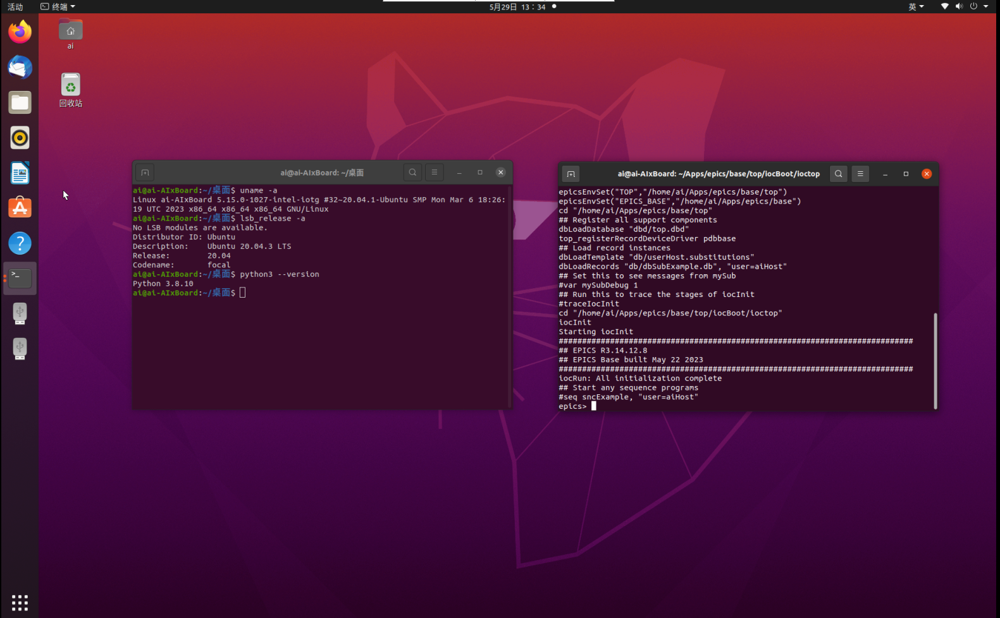 活动
终端
5月29日 13：34
英
ai
回收站
ai@ai-AIxBoard: ~/桌面
ai@ai-AIxBoard:~/桌面$ uname -a
Linux ai-AIxBoard 5.15.0-1027-intel-iotg #32~20.04.1-Ubuntu SMP Mon Mar 6 18:26:
19 UTC 2023 x86_64 x86_64 x86_64 GNU/Linux
ai@ai-AIxBoard:~/桌面$ lsb_release -a
No LSB modules are available.
Distributor ID: Ubuntu
Description:    Ubuntu 20.04.3 LTS
Release:        20.04
Codename:       focal
ai@ai-AIxBoard:~/桌面$ python3 --version
Python 3.8.10
ai@ai-AIxBoard:~/桌面$
ai@ai-AIxBoard: ~/Apps/epics/base/top/iocBoot/ioctop
epicsEnvSet("TOP","/home/ai/Apps/epics/base/top")
epicsEnvSet("EPICS_BASE","/home/ai/Apps/epics/base")
cd "/home/ai/Apps/epics/base/top"
## Register all support components
dbLoadDatabase "dbd/top.dbd"
top_registerRecordDeviceDriver pdbbase
## Load record instances
dbLoadTemplate "db/userHost.substitutions"
dbLoadRecords "db/dbSubExample.db", "user=aiHost"
## Set this to see messages from mySub
#var mySubDebug 1
## Run this to trace the stages of iocInit
#traceIocInit
cd "/home/ai/Apps/epics/base/top/iocBoot/ioctop"
iocInit
Starting iocInit
############################################################################
## EPICS R3.14.12.8
## EPICS Base built May 22 2023
############################################################################
iocRun: All initialization complete
## Start any sequence programs
#seq sncExample, "user=aiHost"
epics>